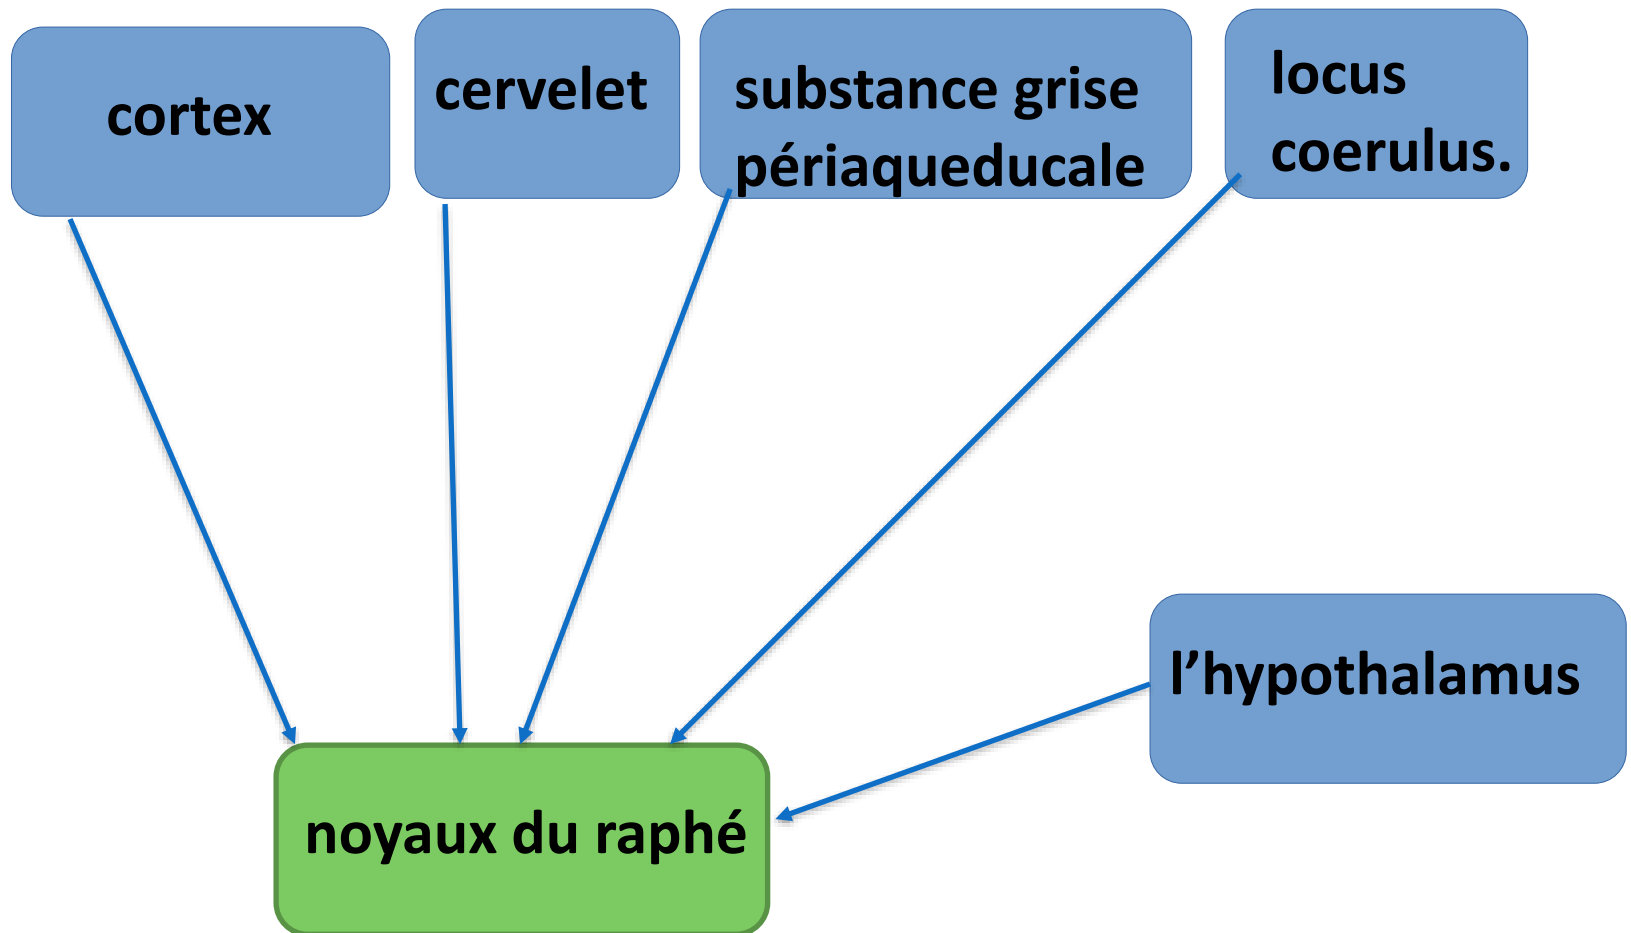 cortex
cervelet
substance grise
périaqueducale
locus
coerulus.
l’hypothalamus
noyaux du raphé